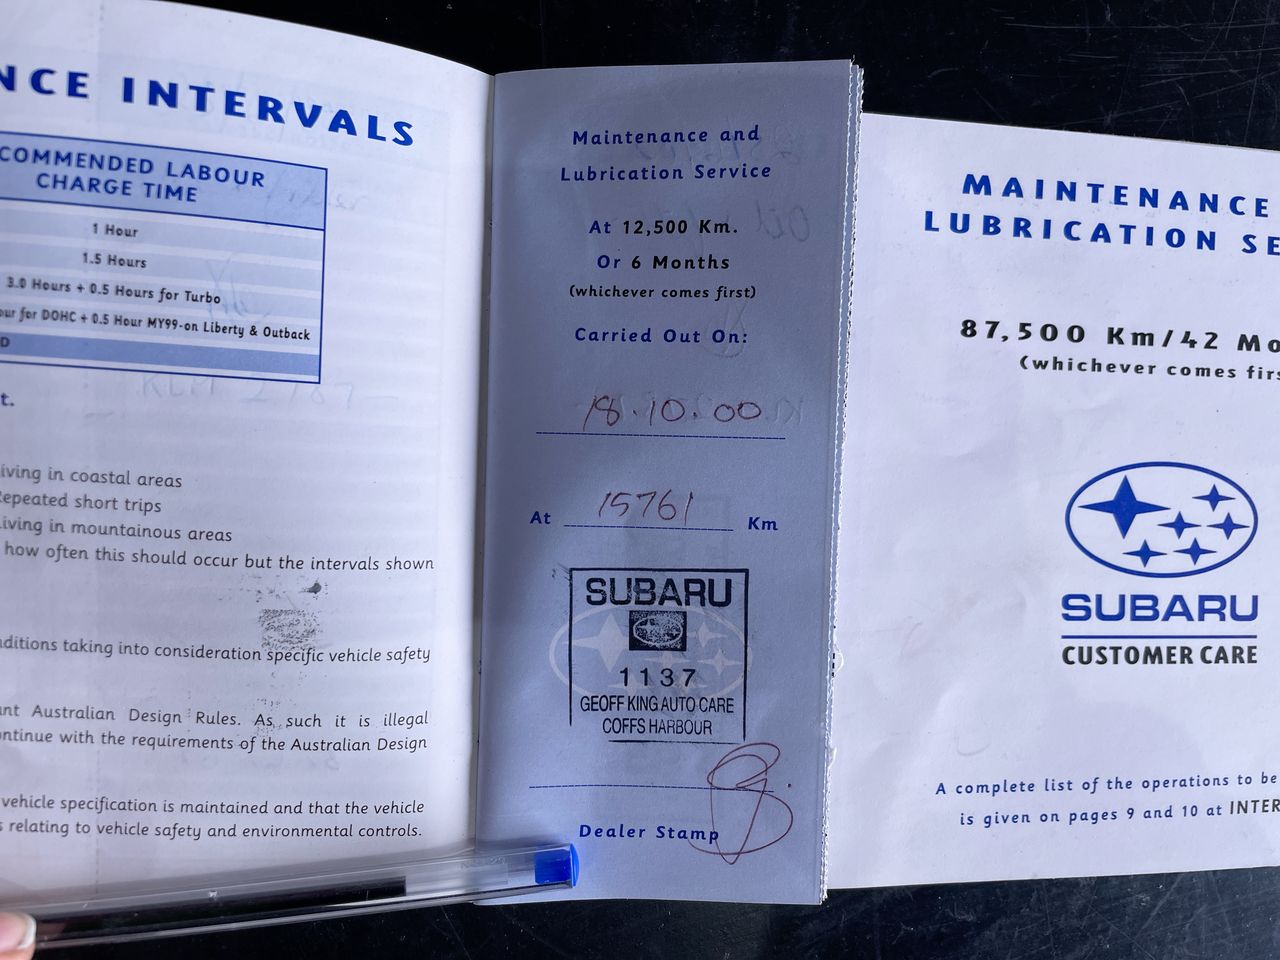 NCE INTERVALS
COMMENDED LABOUR
CHARGE TIME
1 Hour
1.5 Hours
3.0 Hours + 0.5 Hours for Turbo
our for DOHC + 0.5 Hour MY99-on Liberty & Outback
D
t.
iving in coastal areas
Repeated short trips
Living in mountainous areas
how often this should occur but the intervals shown
nditions taking into consideration specific vehicle safety
ant Australian Design Rules. As such it is illegal
ontinue with the requirements of the Australian Design
vehicle specification is maintained and that the vehicle
s relating to vehicle safety and environmental controls.
Maintenance and
Lubrication Service
At 12,500 Km.
Or 6 Months
(whichever comes first)
Carried Out On:
18.10.00
At 15761 Km
SUBARU
1137
GEOFF KING AUTO CARE
COFFS HARBOUR
Dealer Stamp
MAINTENANCE
LUBRICATION SE
87,500 Km/42 Mo
(whichever comes firs
SUBARU
CUSTOMER CARE
A complete list of the operations to be
is given on pages 9 and 10 at INTER